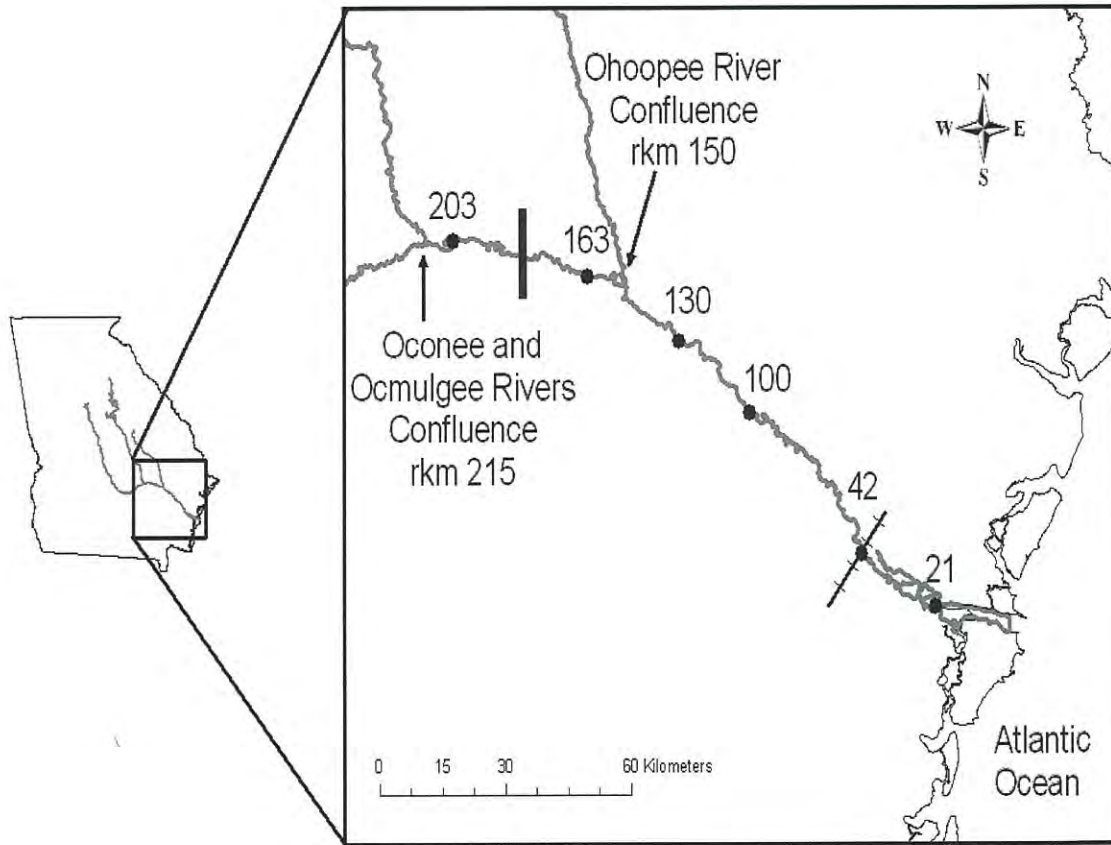 Ohoopee River
Confluence
rkm 150
N
W E
S
203
163
130
100
42
21
Oconee and
Ocmulgee Rivers
Confluence
rkm 215
0 15 30 60 Kilometers
Atlantic
Ocean